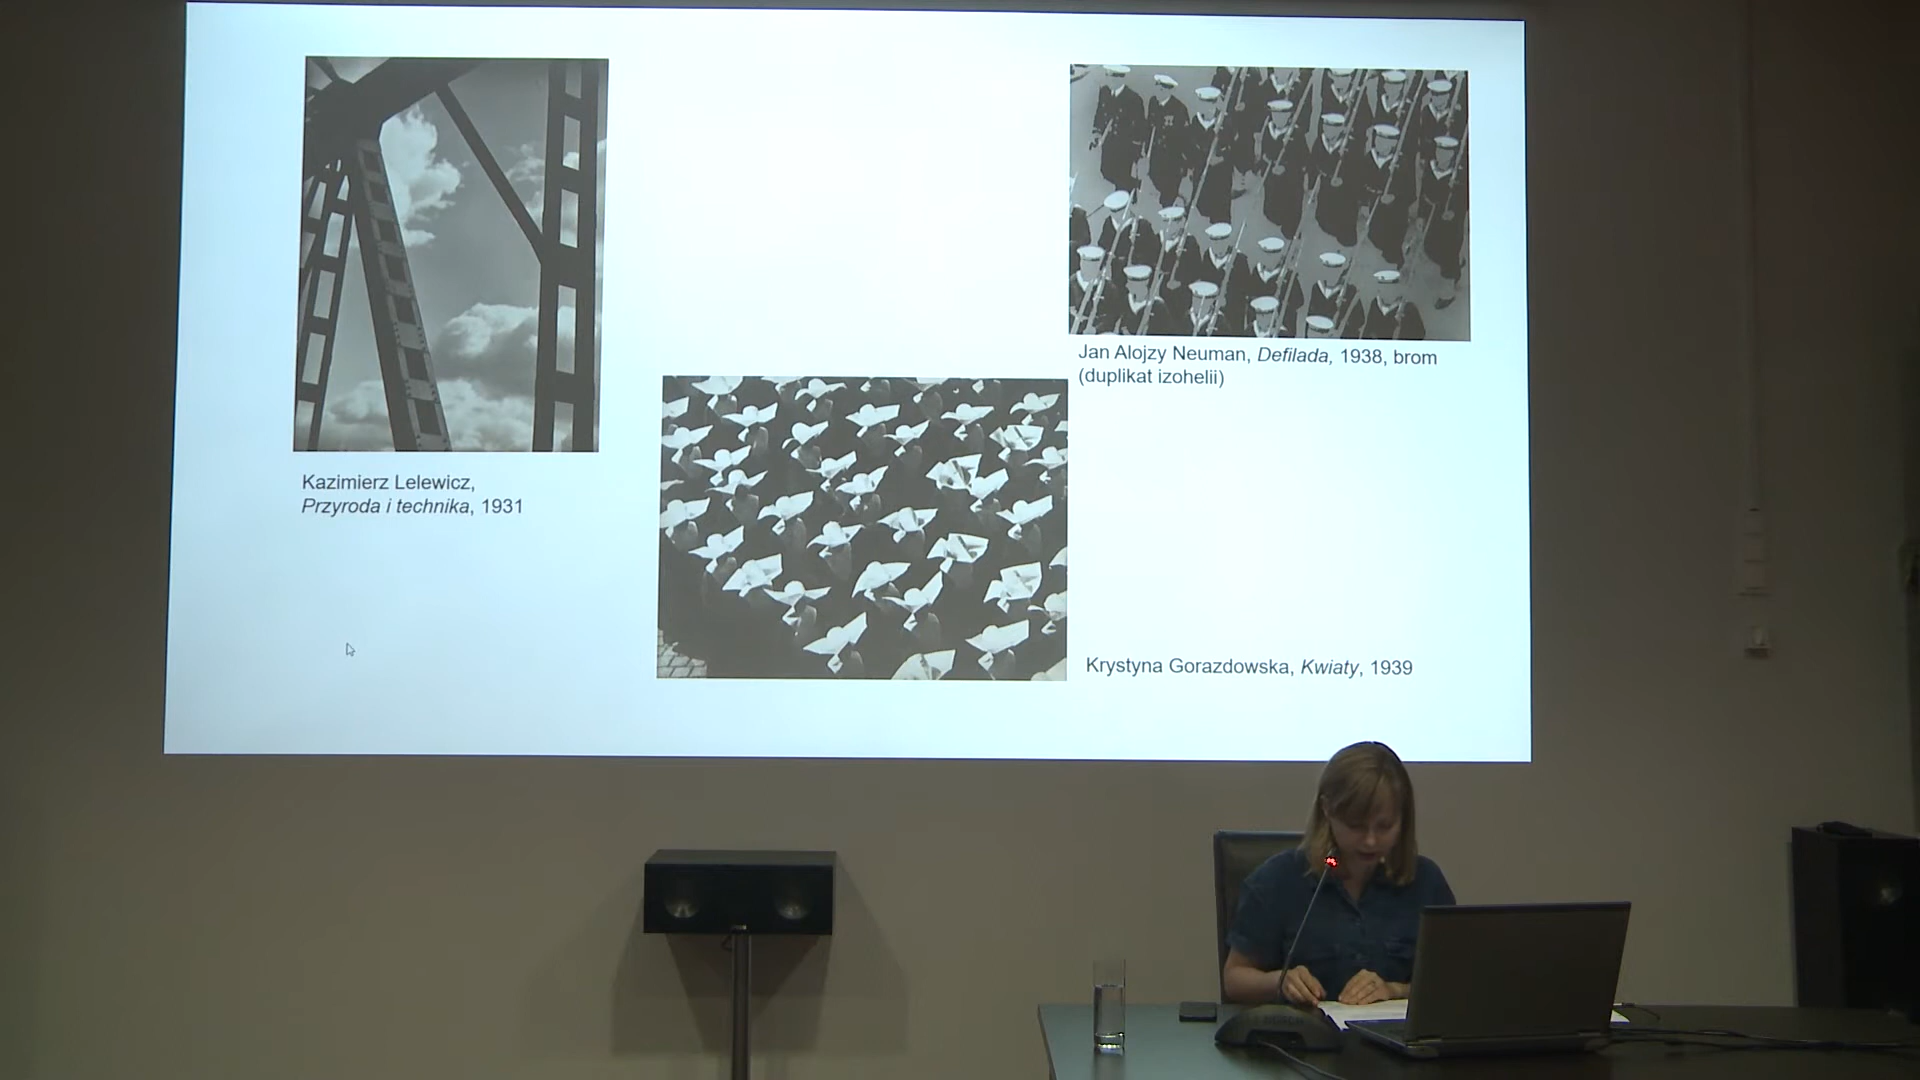 Kazimierz Lelewicz,
Przyroda i technika, 1931
Jan Alojzy Neuman, Defilada, 1938, brom
(duplikat izohelii)
Krystyna Gorazdowska, Kwiaty, 1939